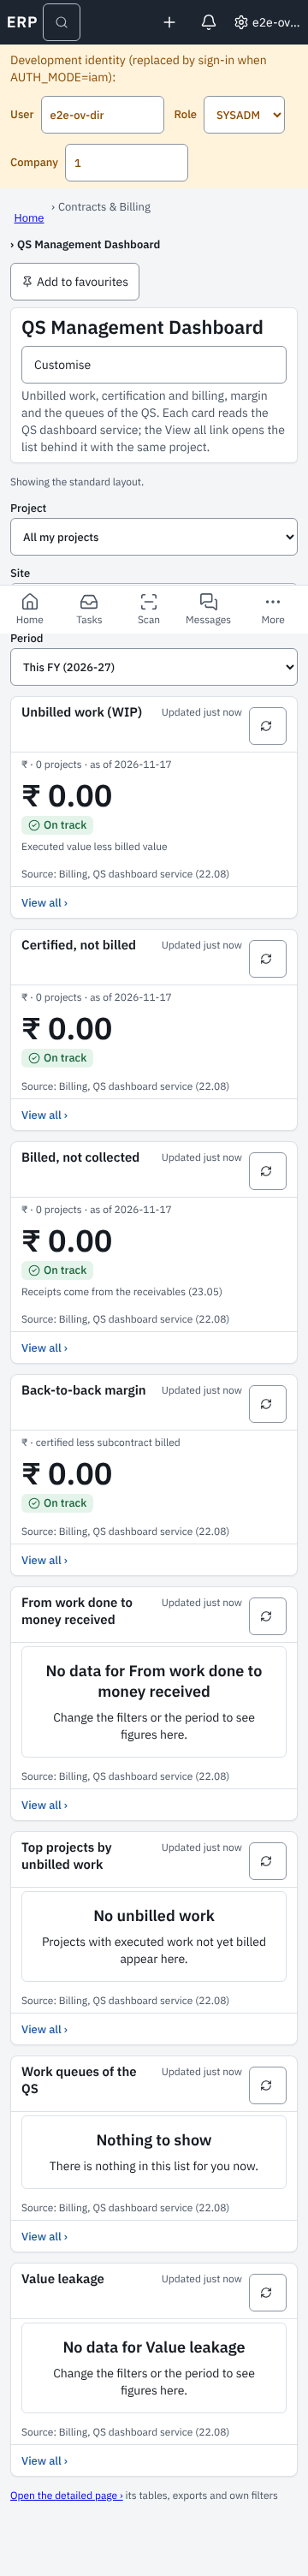 ERP
e2e-ov...
Development identity (replaced by sign-in when
AUTH_MODE=iam):
User e2e-ov-dir Role SYSADM
Company 1
Home › Contracts & Billing
› QS Management Dashboard
Add to favourites
QS Management Dashboard
Customise
Unbilled work, certification and billing, margin
and the queues of the QS. Each card reads the
QS dashboard service; the View all link opens the
list behind it with the same project.
Showing the standard layout.
Project
All my projects
Site
Home Tasks Scan Messages More
Period
This FY (2026-27)
Unbilled work (WIP) Updated just now
₹ · 0 projects · as of 2026-11-17
₹ 0.00
On track
Executed value less billed value
Source: Billing, QS dashboard service (22.08)
View all ›
Certified, not billed Updated just now
₹ · 0 projects · as of 2026-11-17
₹ 0.00
On track
Source: Billing, QS dashboard service (22.08)
View all ›
Billed, not collected Updated just now
₹ · 0 projects · as of 2026-11-17
₹ 0.00
On track
Receipts come from the receivables (23.05)
Source: Billing, QS dashboard service (22.08)
View all ›
Back-to-back margin Updated just now
₹ · certified less subcontract billed
₹ 0.00
On track
Source: Billing, QS dashboard service (22.08)
View all ›
From work done to Updated just now
money received
No data for From work done to
money received
Change the filters or the period to see
figures here.
Source: Billing, QS dashboard service (22.08)
View all ›
Top projects by Updated just now
unbilled work
No unbilled work
Projects with executed work not yet billed
appear here.
Source: Billing, QS dashboard service (22.08)
View all ›
Work queues of the Updated just now
QS
Nothing to show
There is nothing in this list for you now.
Source: Billing, QS dashboard service (22.08)
View all ›
Value leakage Updated just now
No data for Value leakage
Change the filters or the period to see
figures here.
Source: Billing, QS dashboard service (22.08)
View all ›
Open the detailed page › its tables, exports and own filters